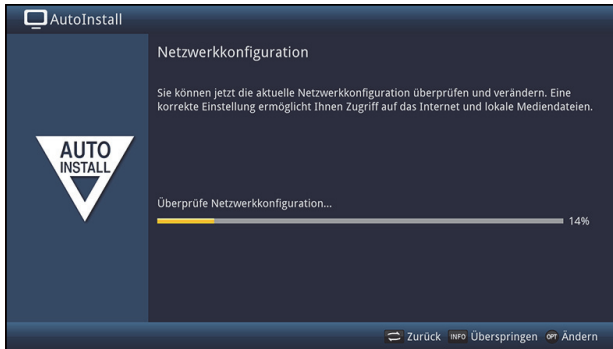 AutoInstall
Netzwerkkonfiguration
Sie können jetzt die aktuelle Netzwerkkonfiguration überprüfen und verändern. Eine
korrekte Einstellung ermöglicht Ihnen Zugriff auf das Internet und lokale Mediendateien.
AUTO
INSTALL
Überprüfe Netzwerkkonfiguration...
14%
Zurück INFO Überspringen OPT Ändern